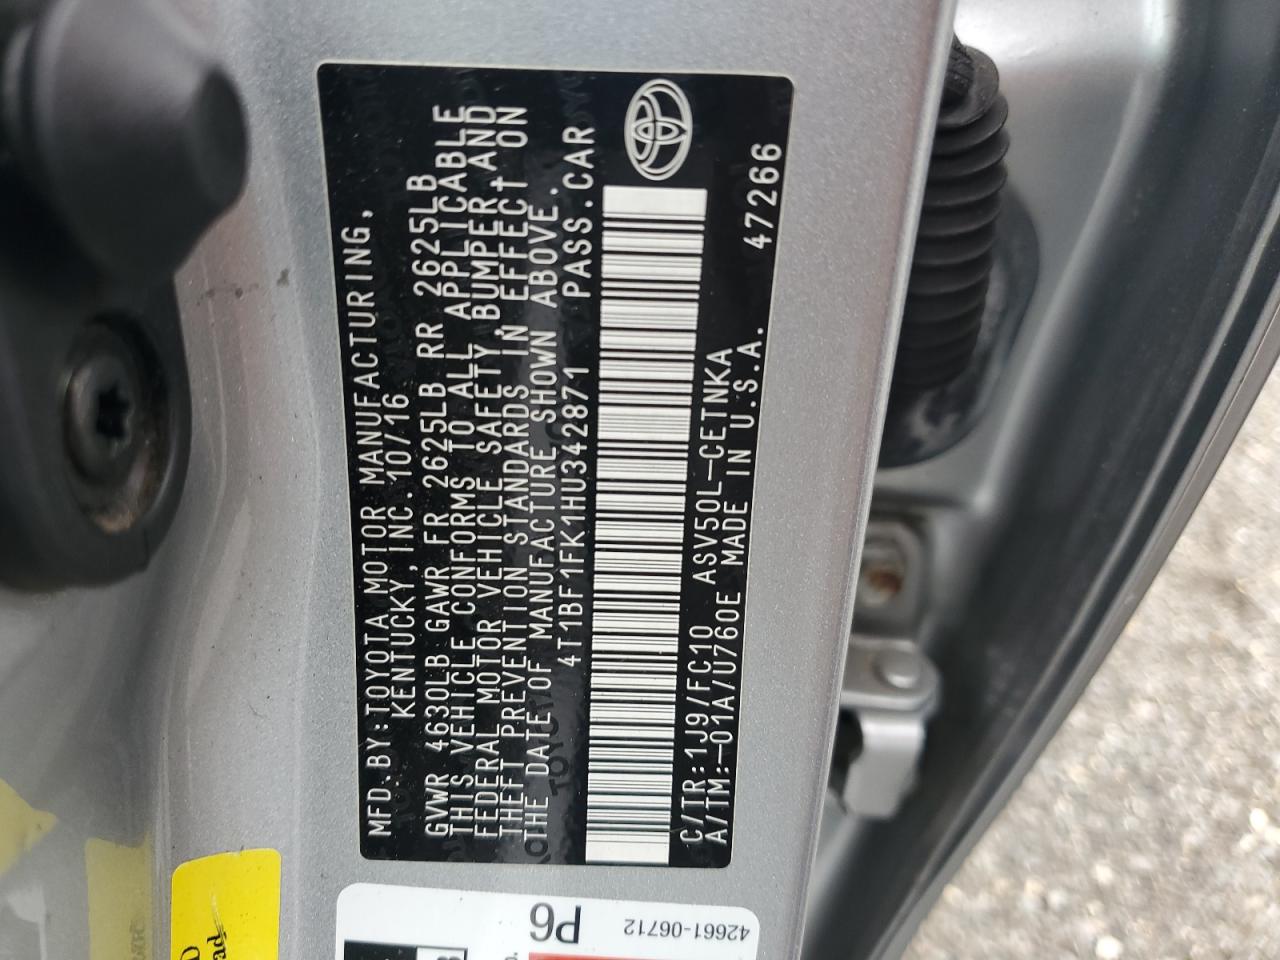 MFD.BY:TOYOTA MOTOR MANUFACTURING,
KENTUCKY,INC.10/16
GVWR 4630LB GAWR FR 2625LB RR 2625LB
THIS VEHICLE CONFORMS TO ALL APPLICABLE
FEDERAL MOTOR VEHICLE SAFETY,BUMPER,AND
THEFT PREVENTION STANDARDS IN EFFECT ON
THE DATE OF MANUFACTURE SHOWN ABOVE.
4T1BF1FK1HU342871 PASS.CAR
C/TR:1J9/FC10 ASV50L-CETNKA
A/TM:-01A/U760E MADE IN U.S.A. 47266
P6
42661-06712